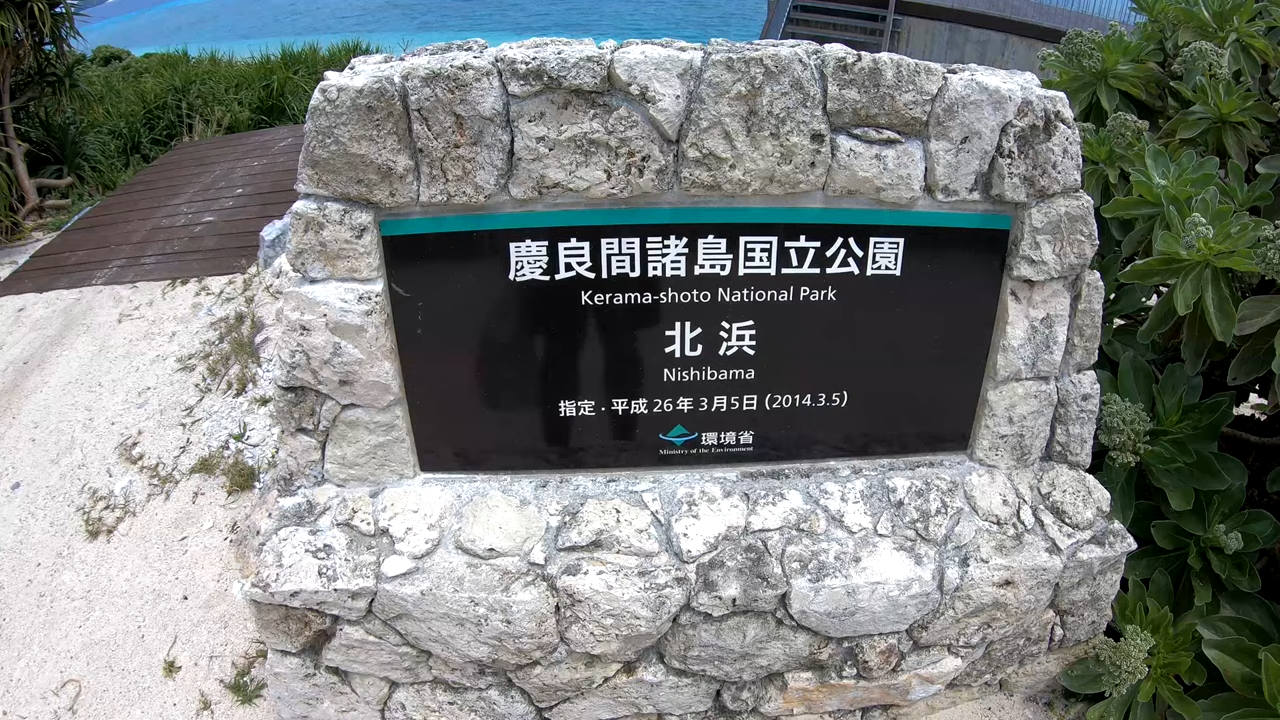 慶良間諸島国立公園
Kerama-shoto National Park
北浜
Nishibama
指定・平成26年3月5日(2014.3.5)
環境省
Ministry of the Environment